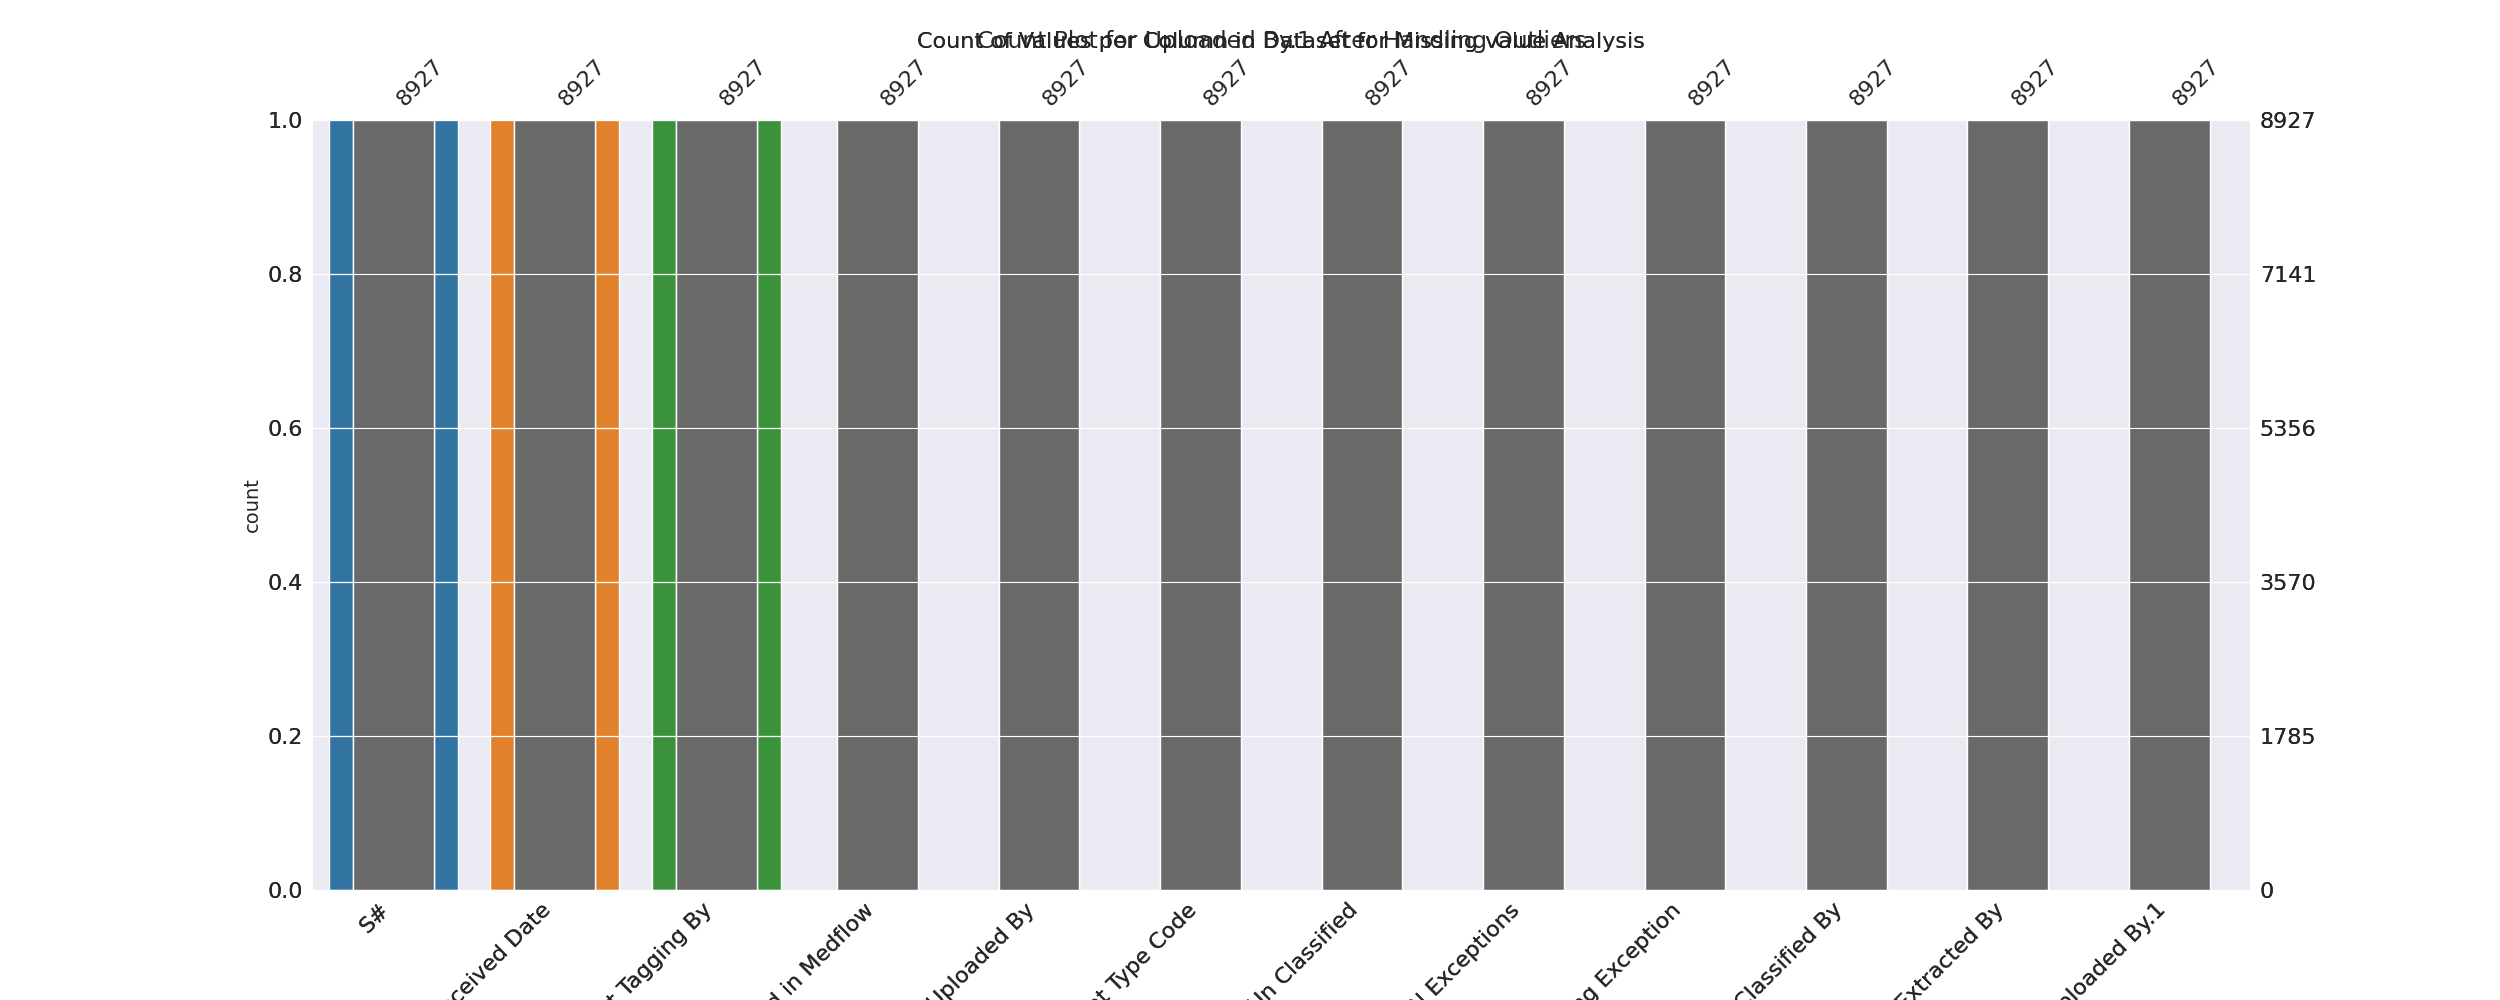 Count of Values per Column in Dataset for Missing value Analysis
Count Plot for Uploaded By.1 After Handling Outliers
8927 8927 8927 8927 8927 8927 8927 8927 8927 8927 8927 8927
1.0 8927
0.8 7141
0.6 5356
0.4 3570
0.2 1785
0.0 0
count
S#
Date
Tagging By
in Medflow
Uploaded By
Type Code
Classified
Exceptions
Exception
Classified By
Extracted By
By.1